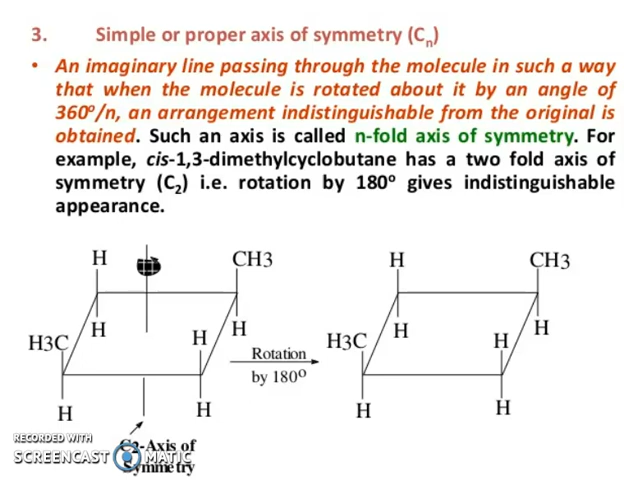 3. Simple or proper axis of symmetry (Cn)
• An imaginary line passing through the molecule in such a way
that when the molecule is rotated about it by an angle of
360º/n, an arrangement indistinguishable from the original is
obtained. Such an axis is called n-fold axis of symmetry. For
example, cis-1,3-dimethylcyclobutane has a two fold axis of
symmetry (C2) i.e. rotation by 180º gives indistinguishable
appearance.
H CH3 H CH3
H H H H H H
H3C H3C
Rotation
by 180º
H H H H
C2-Axis of
Symmetry
RECORDED WITH
SCREENCAST MATIC